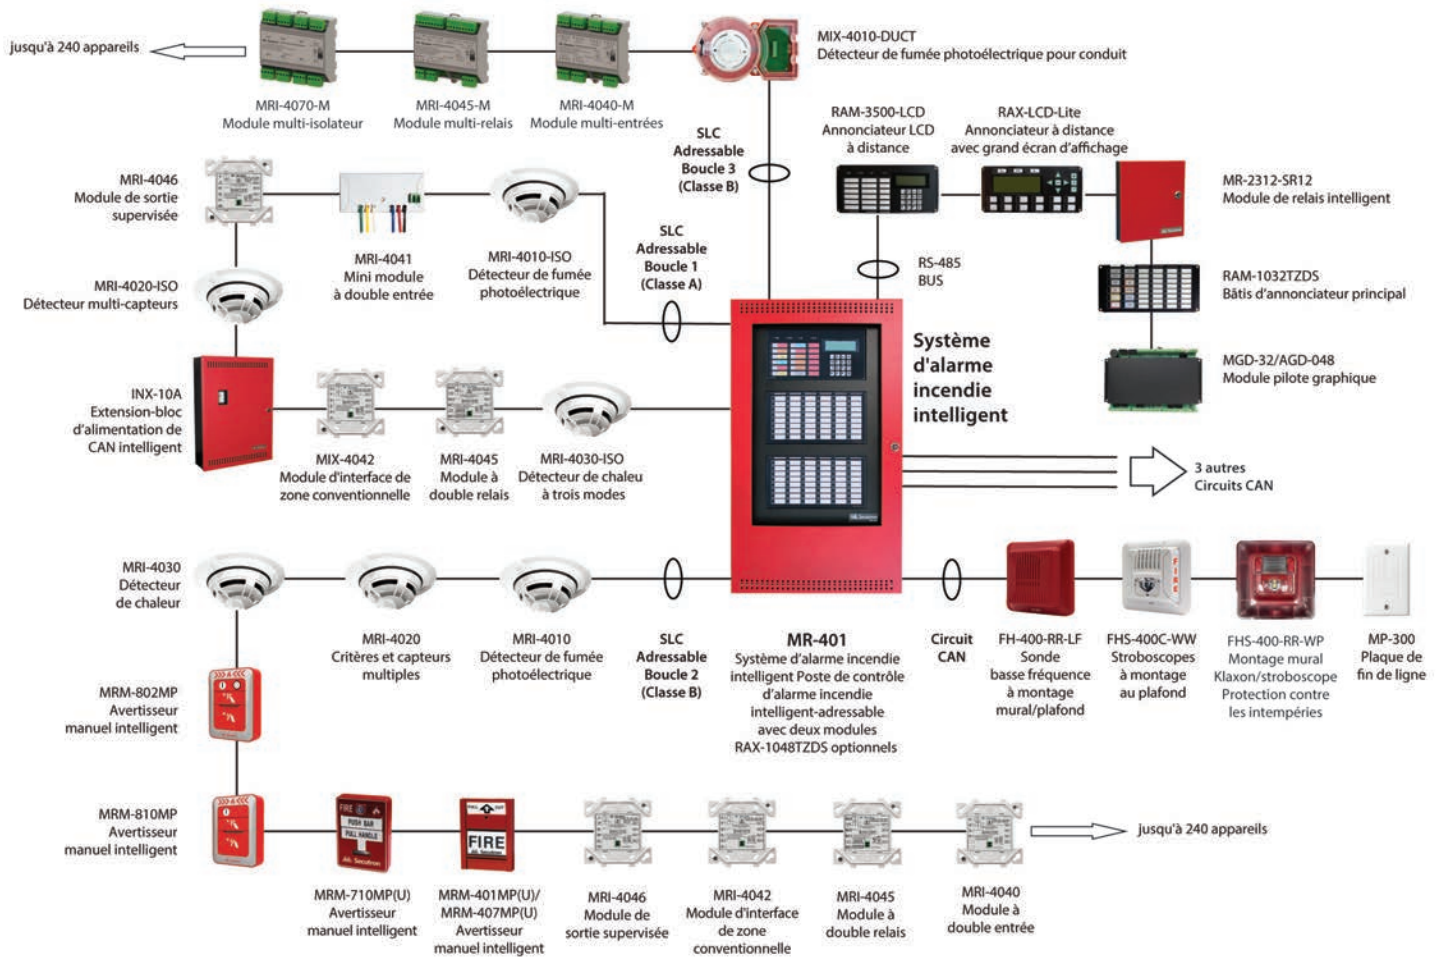 jusqu'à 240 appareils
MRI-4070-M
Module multi-isolateur
MRI-4045-M
Module multi-relais
MRI-4040-M
Module multi-entrées
MIX-4010-DUCT
Détecteur de fumée photoélectrique pour conduit
SLC
Adressable
Boucle 3
(Classe B)
RAM-3500-LCD
Annonciateur LCD
à distance
RAX-LCD-Lite
Annonciateur à distance
avec grand écran d'affichage
MR-2312-SR12
Module de relais intelligent
MRI-4046
Module de sortie
supervisée
MRI-4041
Mini module
à double entrée
MRI-4010-ISO
Détecteur de fumée
photoélectrique
SLC
Adressable
Boucle 1
(Classe A)
RS-485
BUS
RAM-1032TZDS
Bâtis d'annonciateur principal
MRI-4020-ISO
Détecteur multi-capteurs
Système
d'alarme
incendie
intelligent
MGD-32/AGD-048
Module pilote graphique
INX-10A
Extension-bloc
d'alimentation de
CAN intelligent
MIX-4042
Module d'interface de
zone conventionnelle
MRI-4045
Module à
double relais
MRI-4030-ISO
Détecteur de chaleu
à trois modes
3 autres
Circuits CAN
MRI-4030
Détecteur
de chaleur
MRI-4020
Critères et capteurs
multiples
MRI-4010
Détecteur de fumée
photoélectrique
SLC
Adressable
Boucle 2
(Classe B)
MR-401
Système d'alarme incendie
intelligent Poste de contrôle
d'alarme incendie
intelligent-adressable
avec deux modules
RAX-1048TZDS optionnels
Circuit
CAN
FH-400-RR-LF
Sonde
basse fréquence
à montage
mural/plafond
FIRE
FHS-400C-WW
Stroboscopes
à montage
au plafond
FHS-400-RR-WP
Montage mural
Klaxon/stroboscope
Protection contre
les intempéries
MP-300
Plaque de
fin de ligne
MRM-802MP
Avertisseur
manuel intelligent
MRM-810MP
Avertisseur
manuel intelligent
FIRE
PUSH BAR
PULL HANDLE
Mr. Secutron
MRM-710MP(U)
Avertisseur
manuel intelligent
FIRE
MRM-401MP(U)/
MRM-407MP(U)
Avertisseur
manuel intelligent
MRI-4046
Module de
sortie supervisée
MRI-4042
Module d'interface
de zone
conventionnelle
MRI-4045
Module à
double relais
MRI-4040
Module à
double entrée
jusqu'à 240 appareils